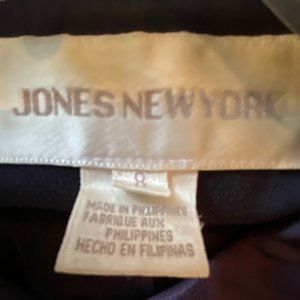 JONES NEW YORK
8
MADE IN PHILIPPINES
FABRIQUE AUX
PHILIPPINES
HECHO EN FILIPINAS